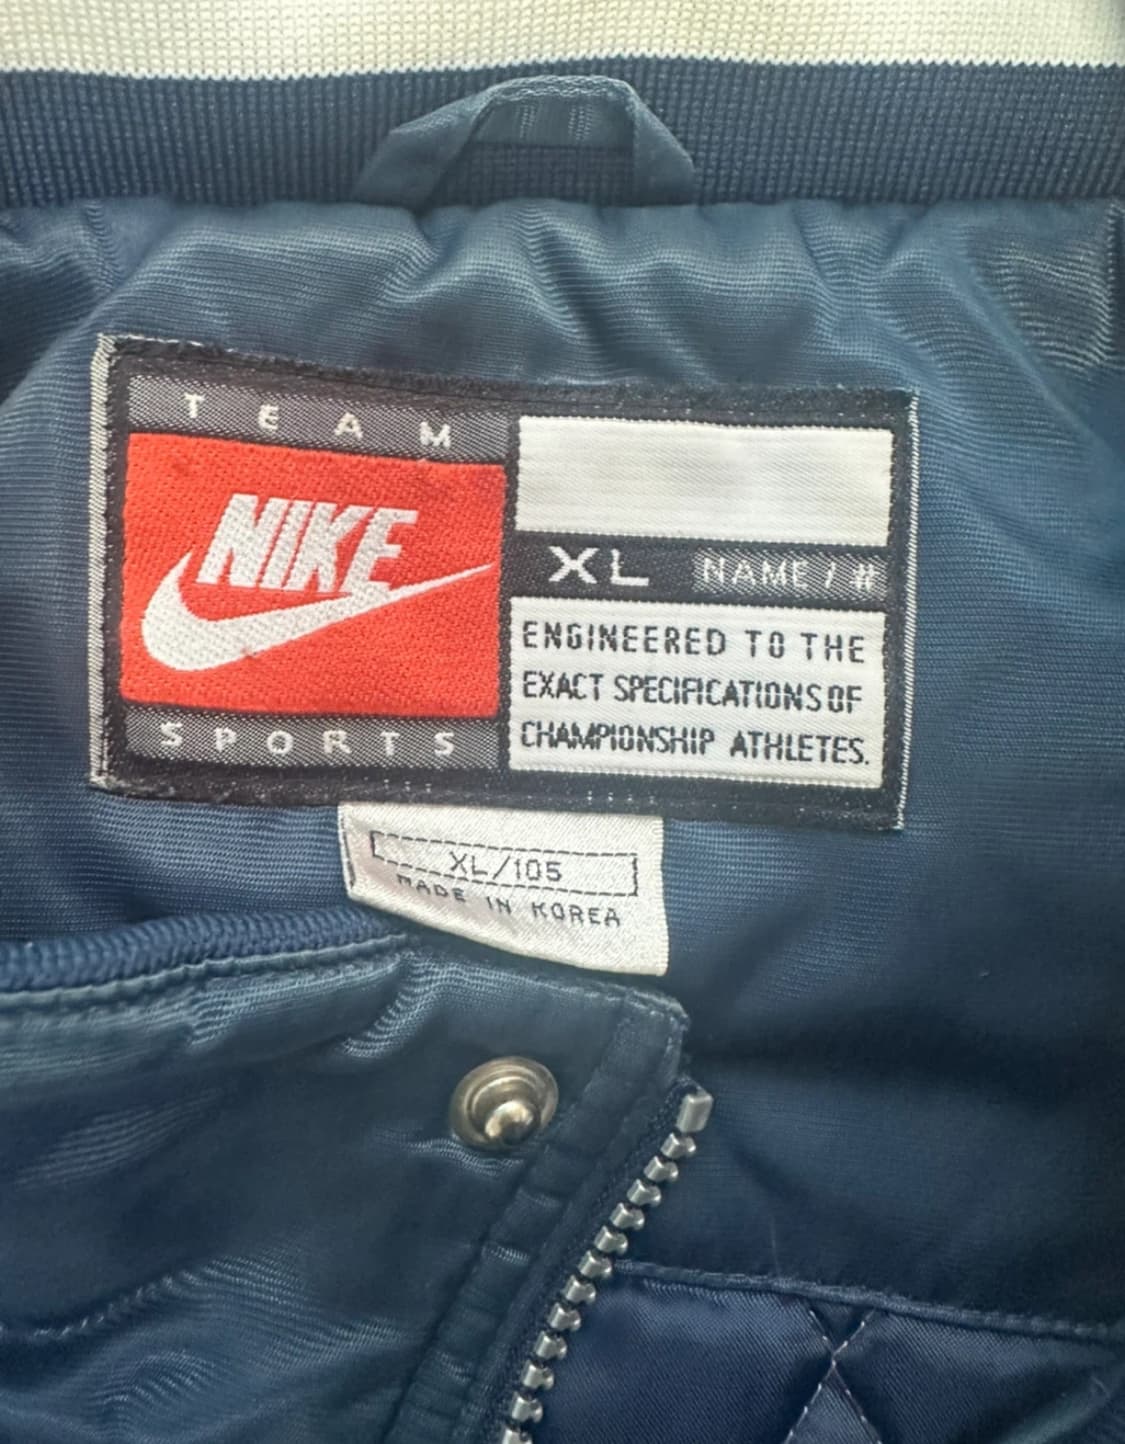 TEAM
NIKE
SPORTS
XL NAME / #
ENGINEERED TO THE
EXACT SPECIFICATIONS OF
CHAMPIONSHIP ATHLETES.
XL/105
MADE IN KOREA